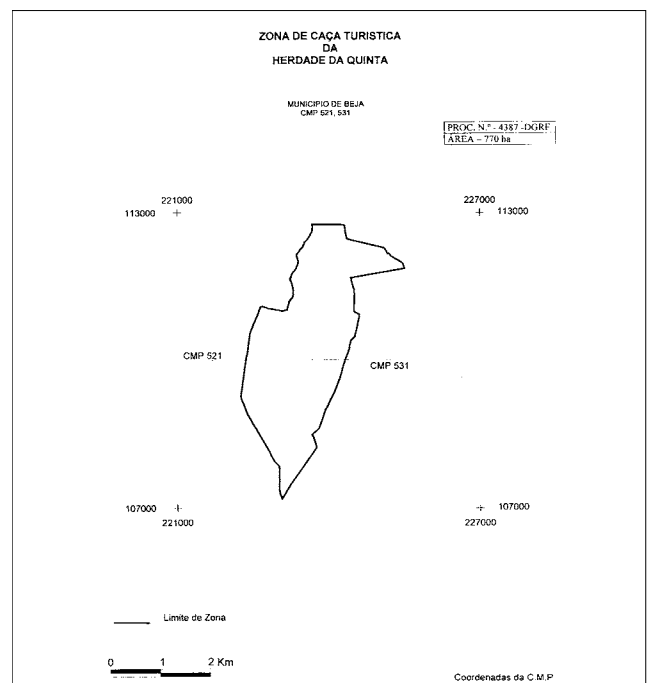 ZONA DE CAÇA TURISTICA
DA
HERDADE DA QUINTA
MUNICIPIO DE BEJA
CMP 521, 531
PROC. N.º - 4387 -DGRF
ÁREA – 770 ha
221000
113000
227000
113000
CMP 521
CMP 531
107000
221000
107000
227000
Limite de Zona
0 1 2 Km
Coordenadas da C.M.P